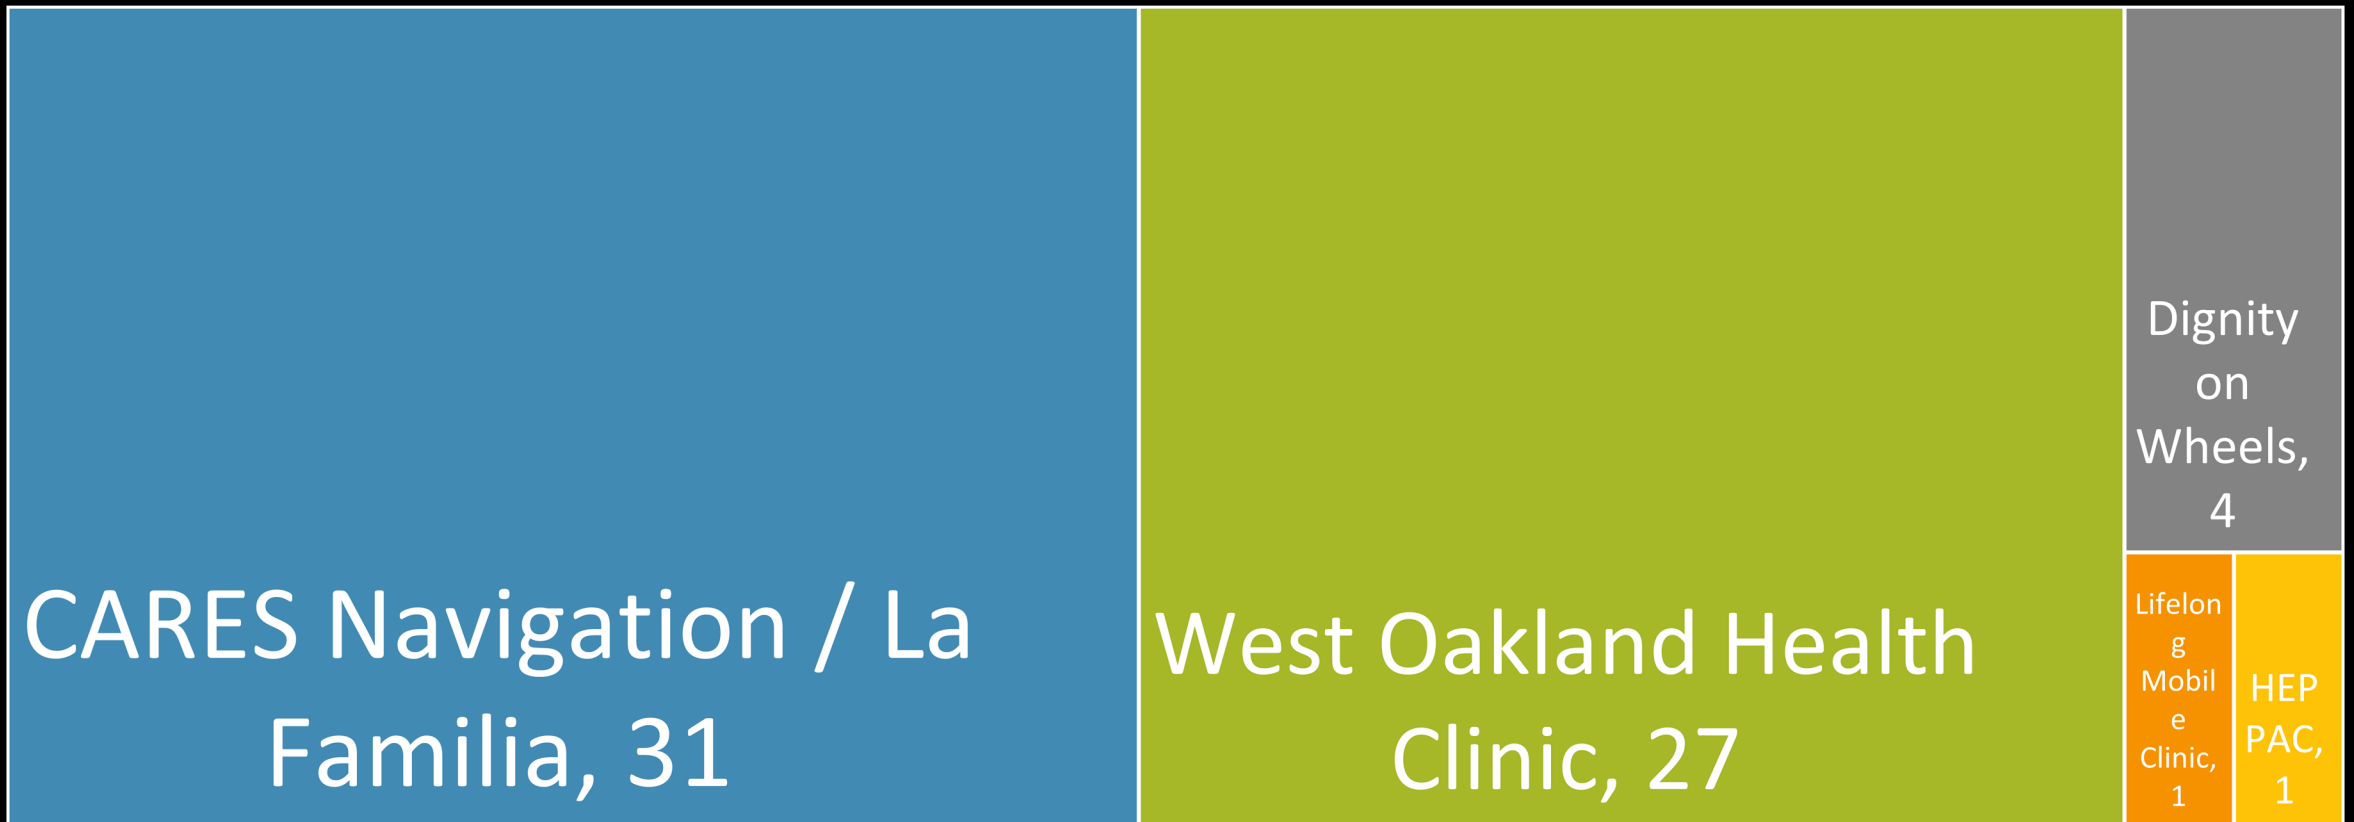 CARES Navigation / La
Familia, 31
West Oakland Health
Clinic, 27
Dignity
on
Wheels,
4
Lifelon
g
Mobil
e
Clinic,
1
HEP
PAC,
1